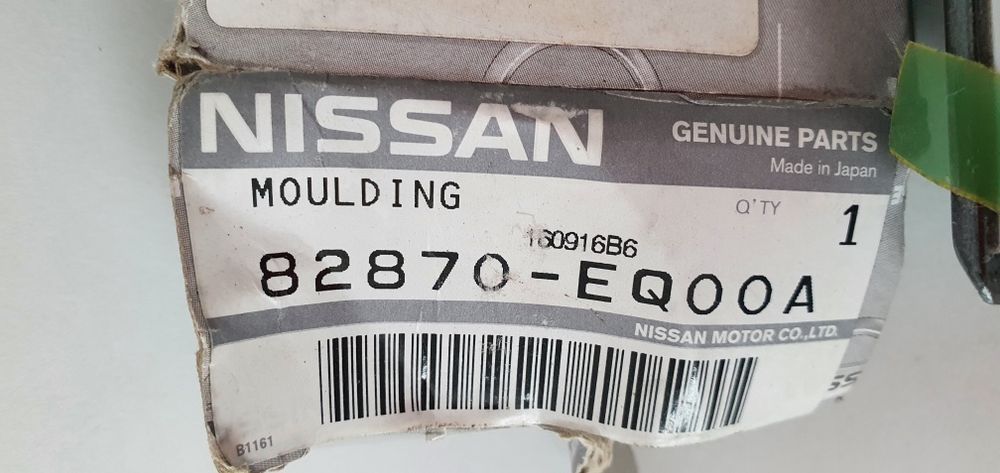 NISSAN
GENUINE PARTS
Made in Japan
MOULDING
Q'TY 1
160916B6
82870-EQ00A
NISSAN MOTOR CO.,LTD.
B1161